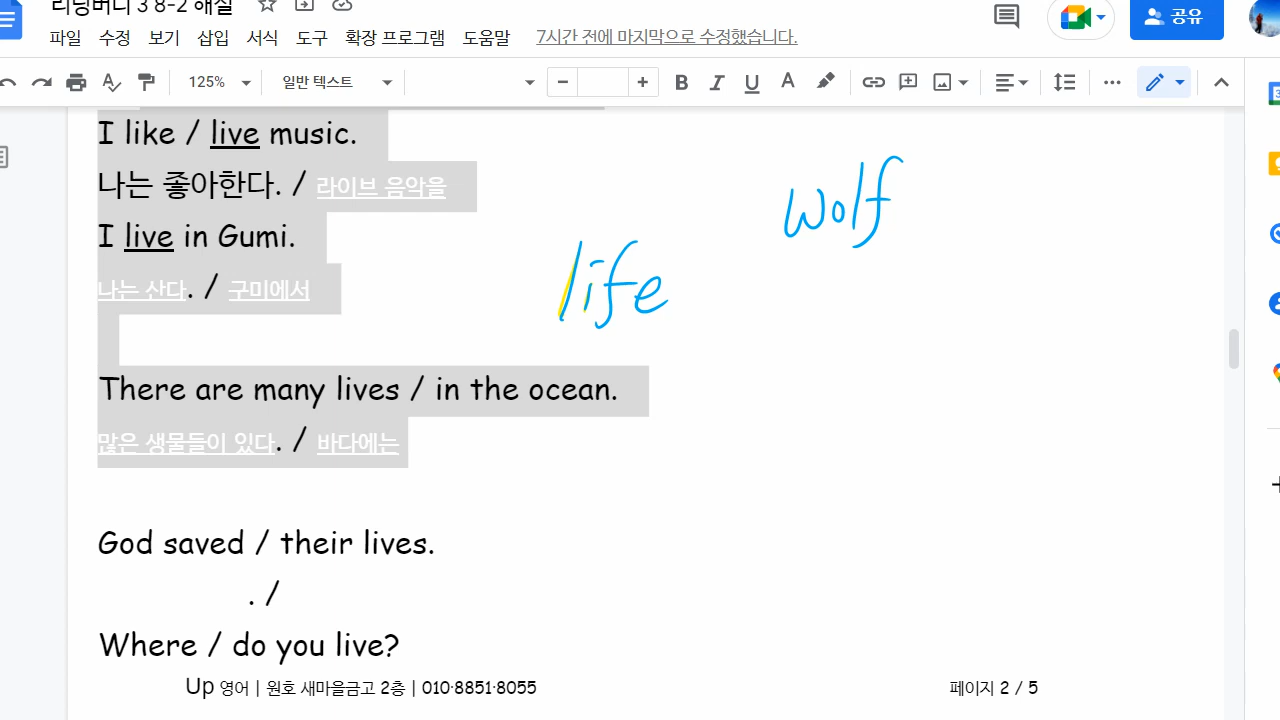 리딩버디 3 8-2 해설
파일 수정 보기 삽입 서식 도구 확장 프로그램 도움말 7시간 전에 마지막으로 수정했습니다.
공유
125% 일반 텍스트 B I U A
I like / live music.
나는 좋아한다. / 라이브 음악을
I live in Gumi.
나는 산다. / 구미에서
There are many lives / in the ocean.
많은 생물들이 있다. / 바다에는
wolf
life
God saved / their lives.
. /
Where / do you live?
Up 영어 | 원호 새마을금고 2층 | 010·8851·8055
페이지 2 / 5